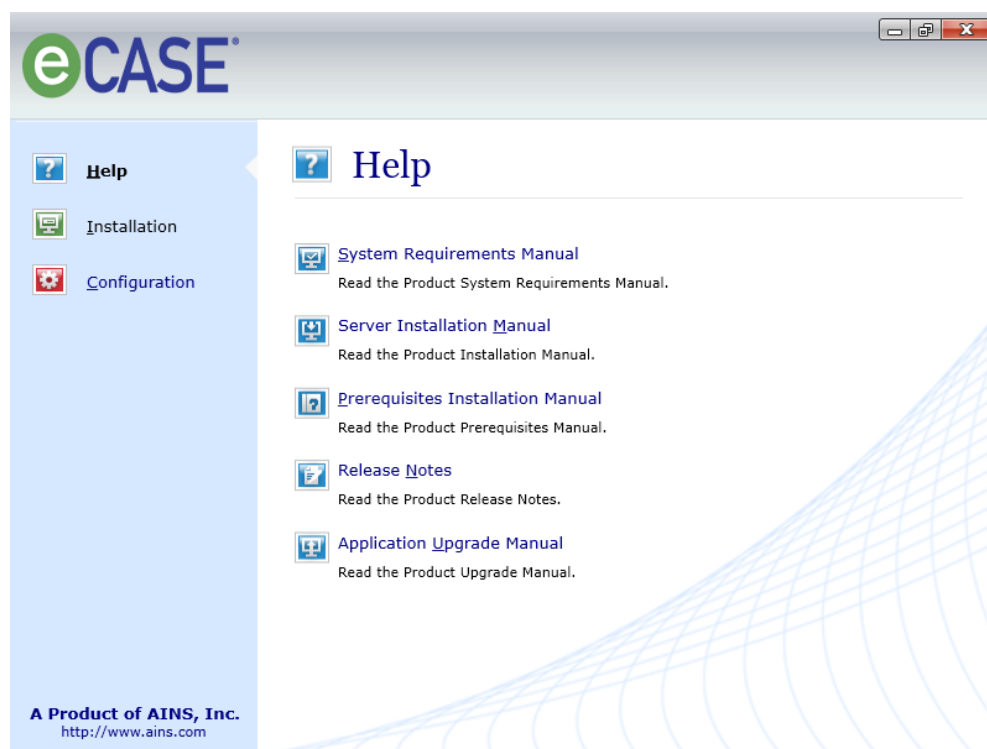 eCASE®
Help
Installation
Configuration
Help
System Requirements Manual
Read the Product System Requirements Manual.
Server Installation Manual
Read the Product Installation Manual.
Prerequisites Installation Manual
Read the Product Prerequisites Manual.
Release Notes
Read the Product Release Notes.
Application Upgrade Manual
Read the Product Upgrade Manual.
A Product of AINS, Inc.
http://www.ains.com